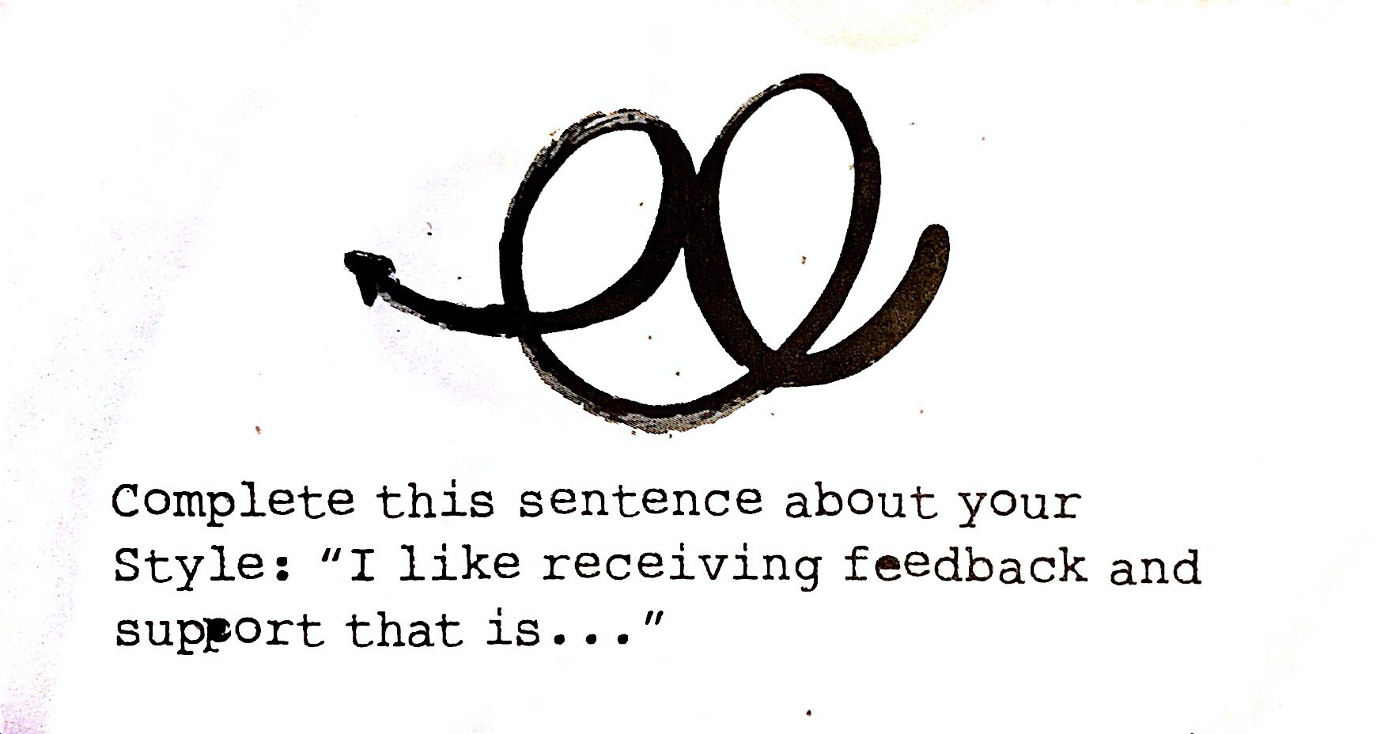 Complete this sentence about your
Style: "I like receiving feedback and
support that is..."